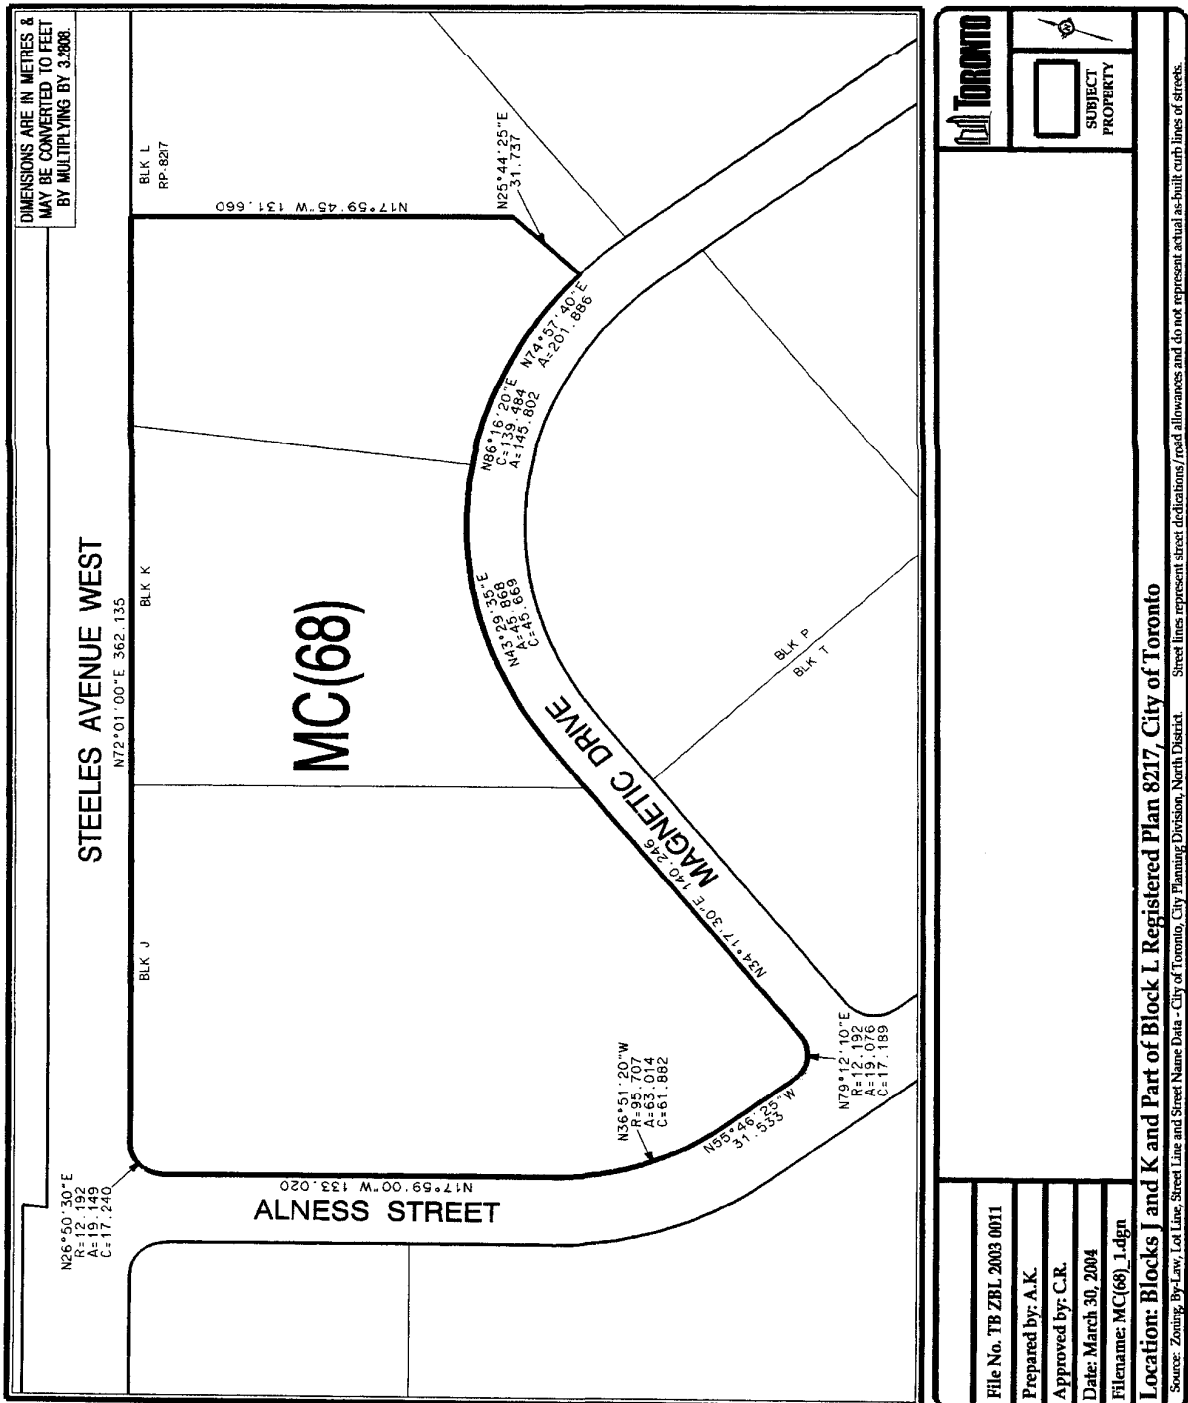 DIMENSIONS ARE IN METRES &
MAY BE CONVERTED TO FEET
BY MULTIPLYING BY 3.2808.
STEELES AVENUE WEST
N72°01'00"E 362.135
BLK L
RP-8217
BLK K
BLK J
N17°59'45"W 131.660
N25°44'25"E
31.737
N74°57'40"E
A=201.886
N86°16'20"E
C=139.484
A=145.802
N43°29'35"E
A=45.868
C=45.669
MC(68)
MAGNETIC DRIVE
N34°17'30"E 140.246
BLK P
BLK T
N79°12'10"E
R=12.192
A=19.076
C=17.189
N55°46'25"W
31.533
N36°51'20"W
R=95.707
A=63.014
C=61.882
N17°59'00"W 133.020
ALNESS STREET
N26°50'30"E
R=12.192
A=19.149
C=17.240
TORONTO
SUBJECT
PROPERTY
N
File No. TB ZBL 2003 0011
Prepared by: A.K.
Approved by: C.R.
Date: March 30, 2004
Filename: MC(68)_1.dgn
Location: Blocks J and K and Part of Block L Registered Plan 8217, City of Toronto
Source: Zoning, By-Law, Lot Line, Street Line and Street Name Data - City of Toronto, City Planning Division, North District. Street lines represent street dedications/road allowances and do not represent actual as-built curb lines of streets.